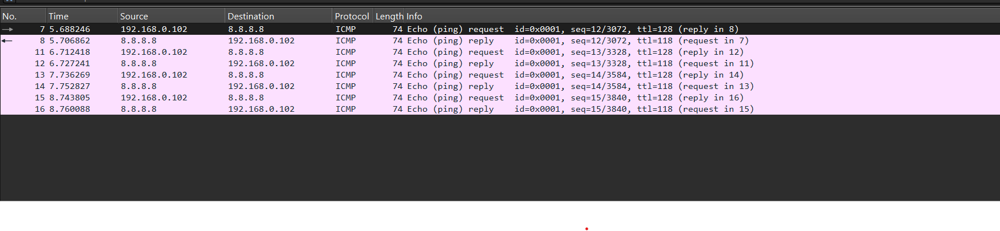 No. Time Source Destination Protocol Length Info
7 5.688246 192.168.0.102 8.8.8.8 ICMP 74 Echo (ping) request id=0x0001, seq=12/3072, ttl=128 (reply in 8)
8 5.706862 8.8.8.8 192.168.0.102 ICMP 74 Echo (ping) reply id=0x0001, seq=12/3072, ttl=118 (request in 7)
11 6.712418 192.168.0.102 8.8.8.8 ICMP 74 Echo (ping) request id=0x0001, seq=13/3328, ttl=128 (reply in 12)
12 6.727241 8.8.8.8 192.168.0.102 ICMP 74 Echo (ping) reply id=0x0001, seq=13/3328, ttl=118 (request in 11)
13 7.736269 192.168.0.102 8.8.8.8 ICMP 74 Echo (ping) request id=0x0001, seq=14/3584, ttl=128 (reply in 14)
14 7.752827 8.8.8.8 192.168.0.102 ICMP 74 Echo (ping) reply id=0x0001, seq=14/3584, ttl=118 (request in 13)
15 8.743805 192.168.0.102 8.8.8.8 ICMP 74 Echo (ping) request id=0x0001, seq=15/3840, ttl=128 (reply in 16)
16 8.760088 8.8.8.8 192.168.0.102 ICMP 74 Echo (ping) reply id=0x0001, seq=15/3840, ttl=118 (request in 15)